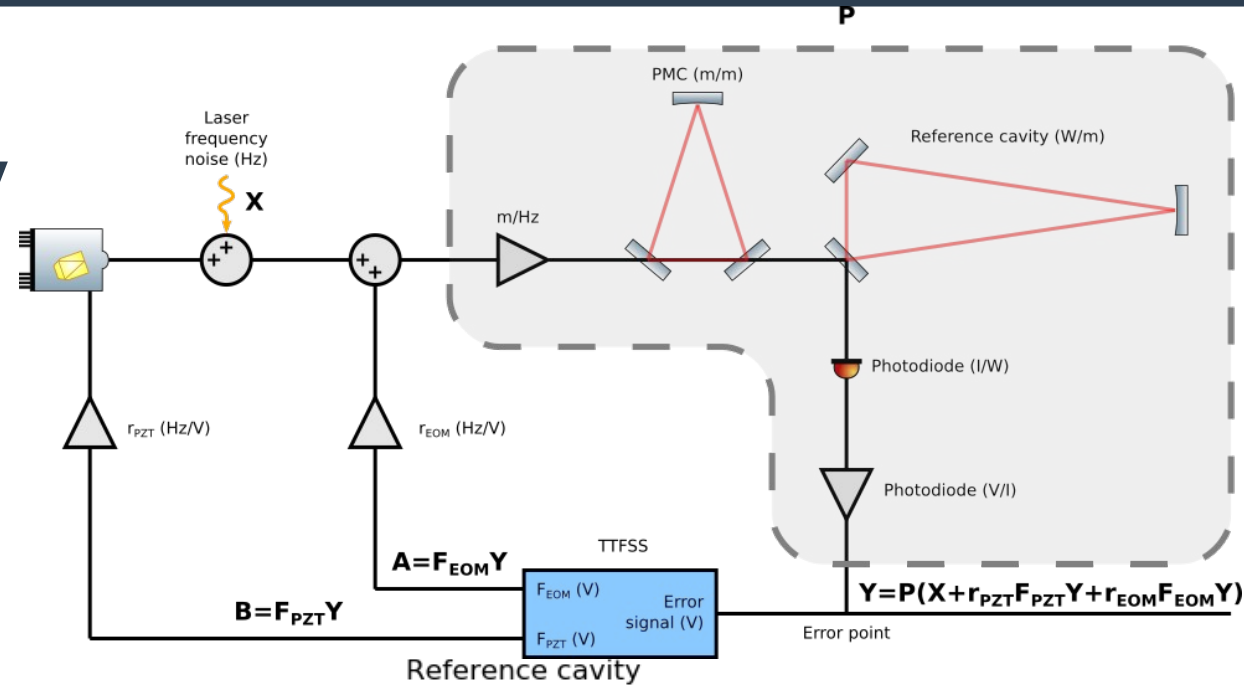 P
PMC (m/m)
Laser
frequency
noise (Hz)
Reference cavity (W/m)
X
m/Hz
+
+
+
+
Photodiode (I/W)
rPZT (Hz/V)
rEOM (Hz/V)
Photodiode (V/I)
TTFSS
A=FEOMY
FEOM (V)
Error
signal (V)
Y=P(X+rPZTFPZTY+rEOMFEOMY)
B=FPZTY
FPZT (V)
Error point
Reference cavity